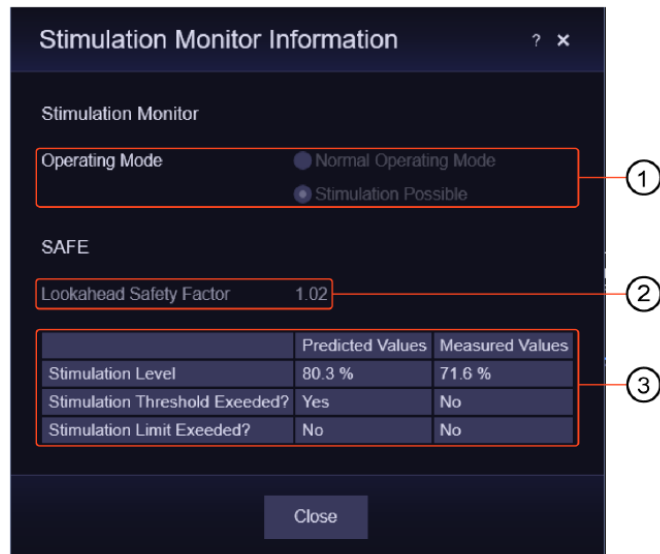 Stimulation Monitor Information ? ×
Stimulation Monitor
Operating Mode Normal Operating Mode
Stimulation Possible
1
SAFE
Lookahead Safety Factor 1.02
2
Predicted Values Measured Values
Stimulation Level 80.3 % 71.6 %
Stimulation Threshold Exceeded? Yes No
Stimulation Limit Exeeded? No No
3
Close